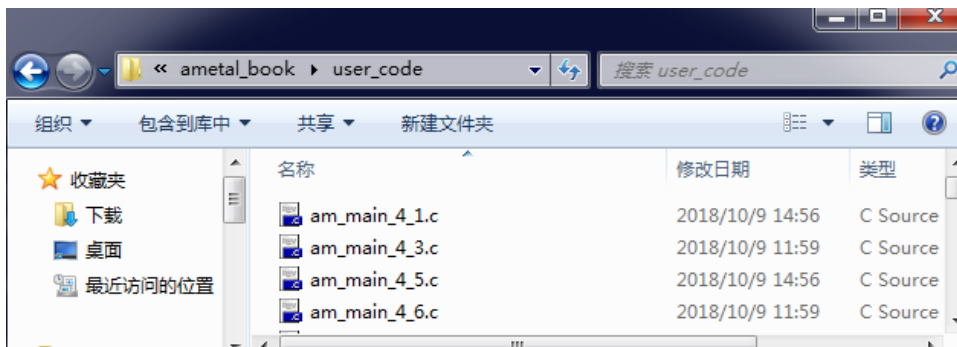 « ametal_book ▸ user_code
搜索 user_code
组织 包含到库中 共享 新建文件夹
收藏夹
下载
桌面
最近访问的位置
名称 修改日期 类型
am_main_4_1.c 2018/10/9 14:56 C Source
am_main_4_3.c 2018/10/9 11:59 C Source
am_main_4_5.c 2018/10/9 14:56 C Source
am_main_4_6.c 2018/10/9 11:59 C Source